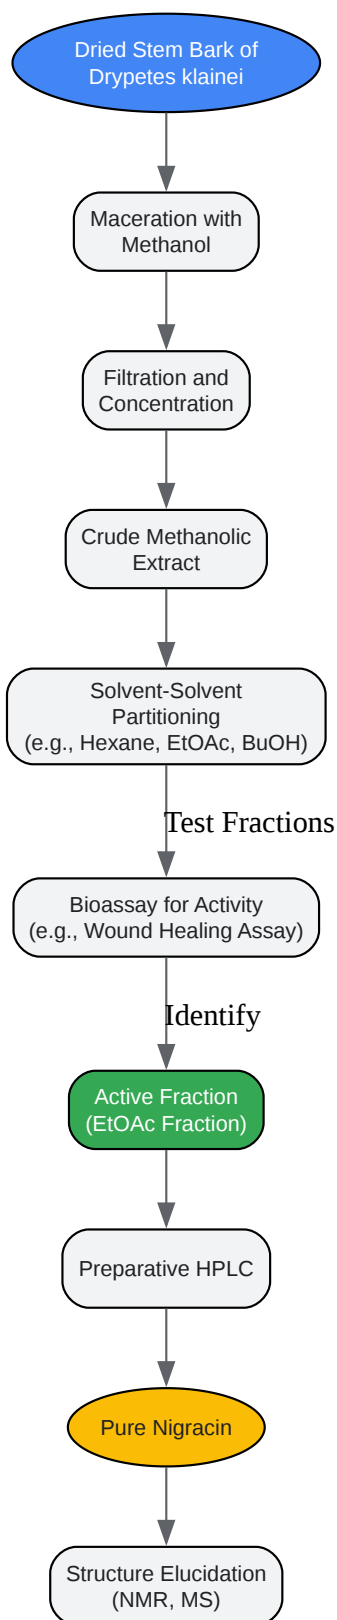 Dried Stem Bark of
Drypetes klainei
Maceration with
Methanol
Filtration and
Concentration
Crude Methanolic
Extract
Solvent-Solvent
Partitioning
(e.g., Hexane, EtOAc, BuOH)
Test Fractions
Bioassay for Activity
(e.g., Wound Healing Assay)
Identify
Active Fraction
(EtOAc Fraction)
Preparative HPLC
Pure Nigracin
Structure Elucidation
(NMR, MS)